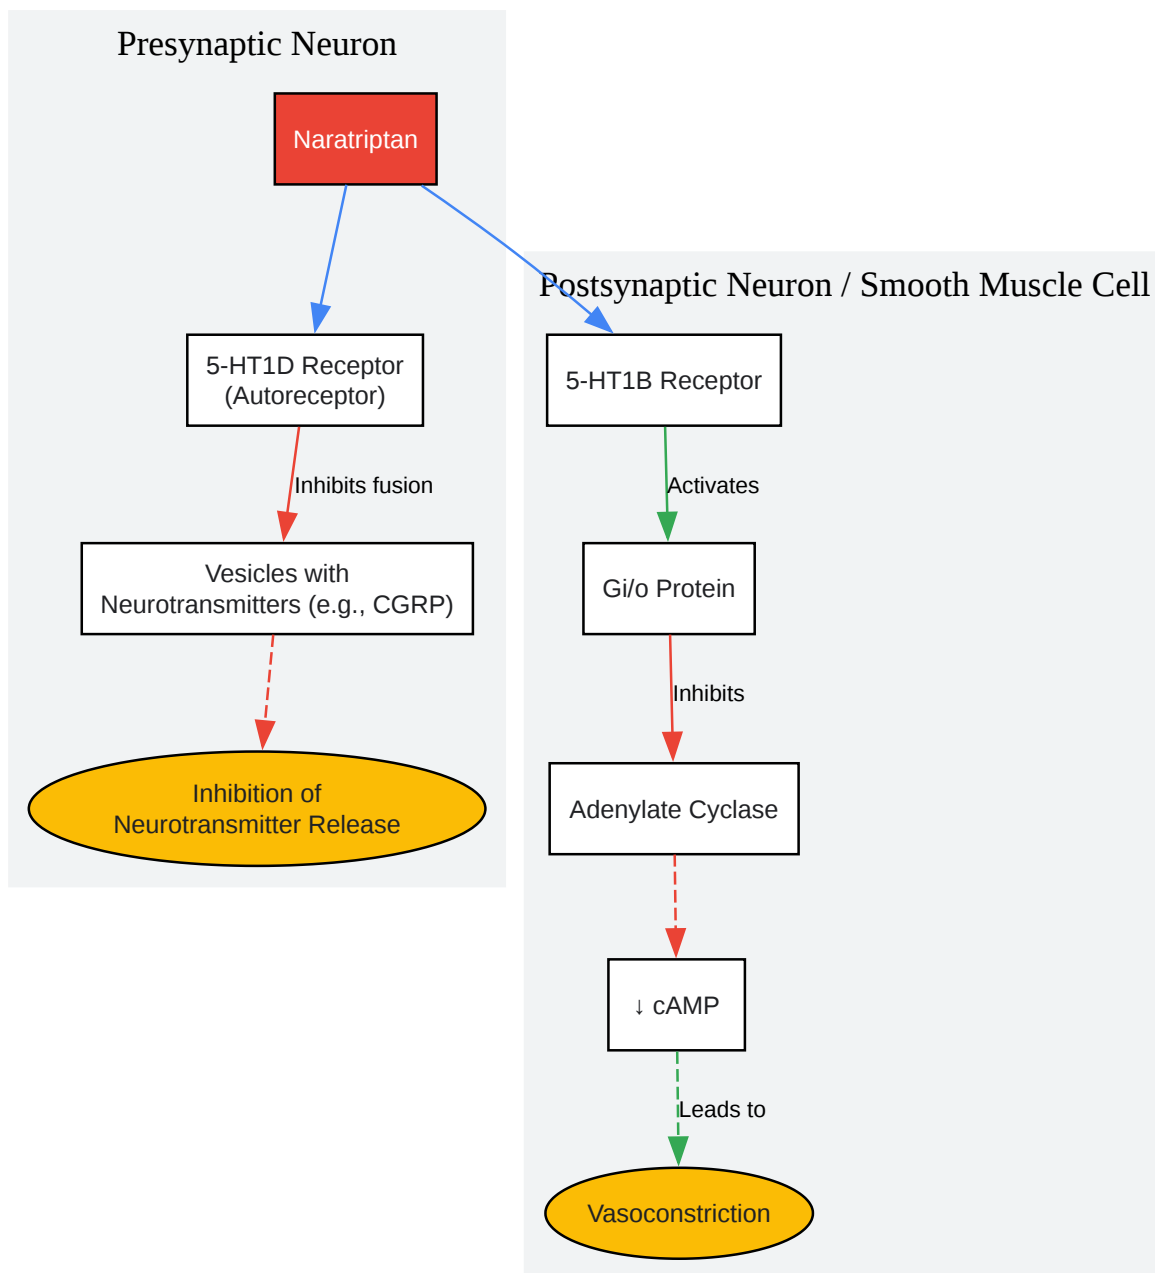 Presynaptic Neuron
Naratriptan
5-HT1D Receptor
(Autoreceptor)
Inhibits fusion
Vesicles with
Neurotransmitters (e.g., CGRP)
Inhibition of
Neurotransmitter Release
Postsynaptic Neuron / Smooth Muscle Cell
5-HT1B Receptor
Activates
Gi/o Protein
Inhibits
Adenylate Cyclase
↓ cAMP
Leads to
Vasoconstriction